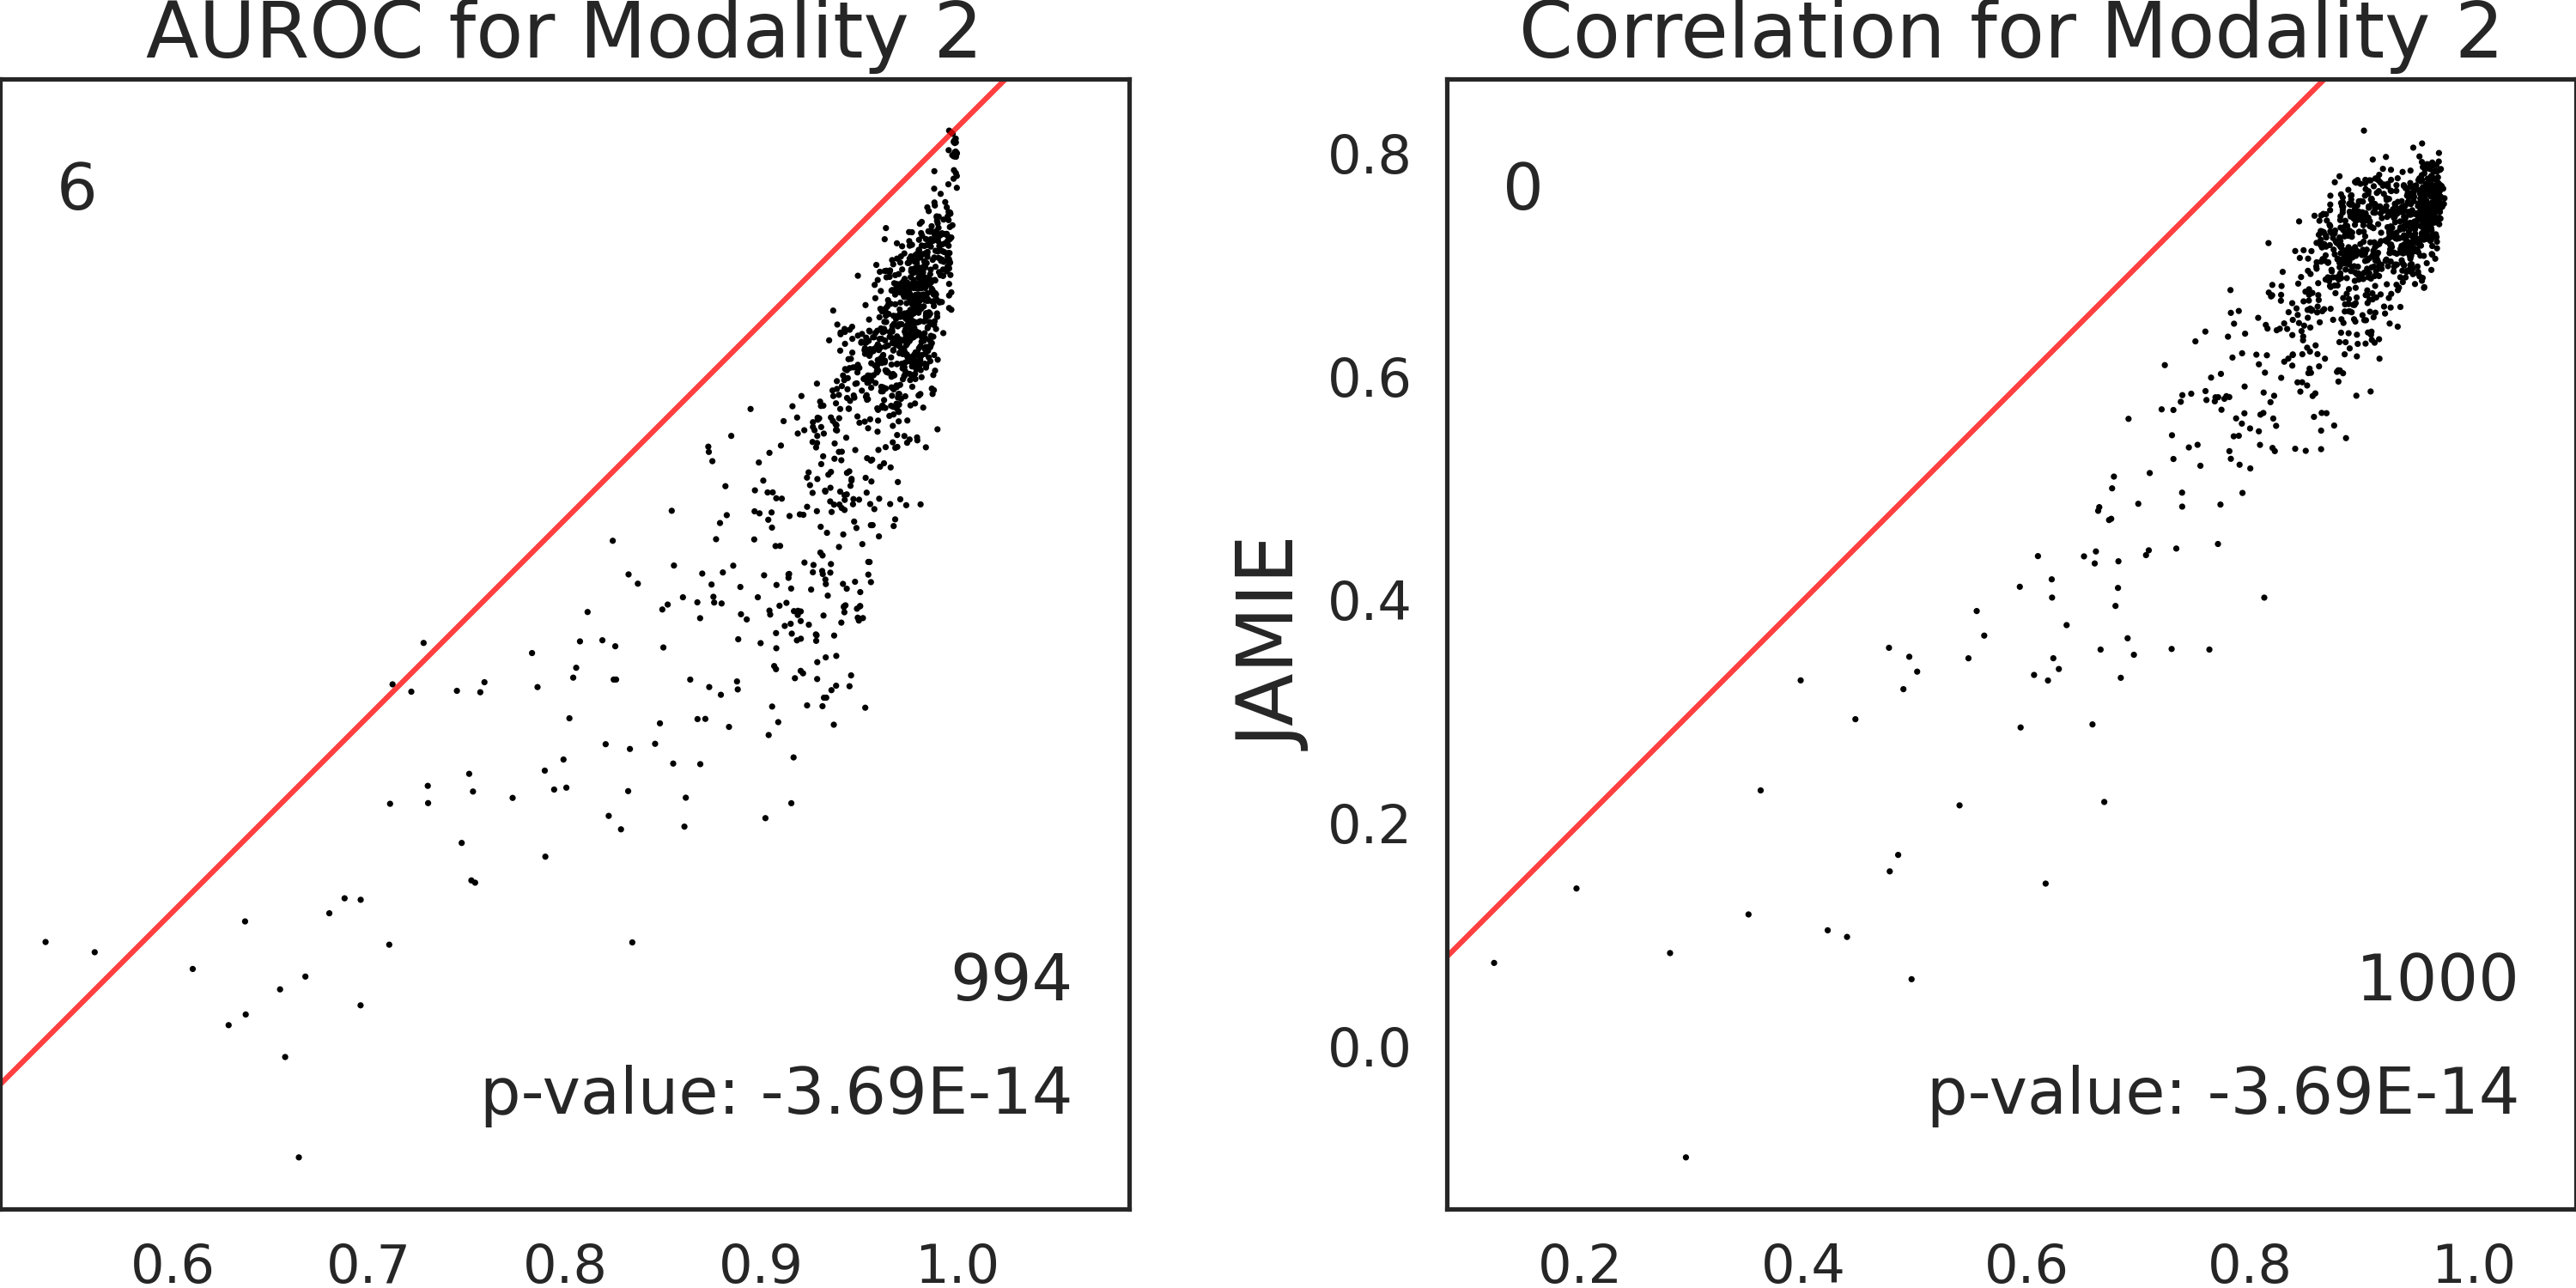 AUROC for Modality 2
6
994
p-value: -3.69E-14
0.6 0.7 0.8 0.9 1.0
Correlation for Modality 2
JAMIE
0.8
0.6
0.4
0.2
0.0
0
1000
p-value: -3.69E-14
0.2 0.4 0.6 0.8 1.0